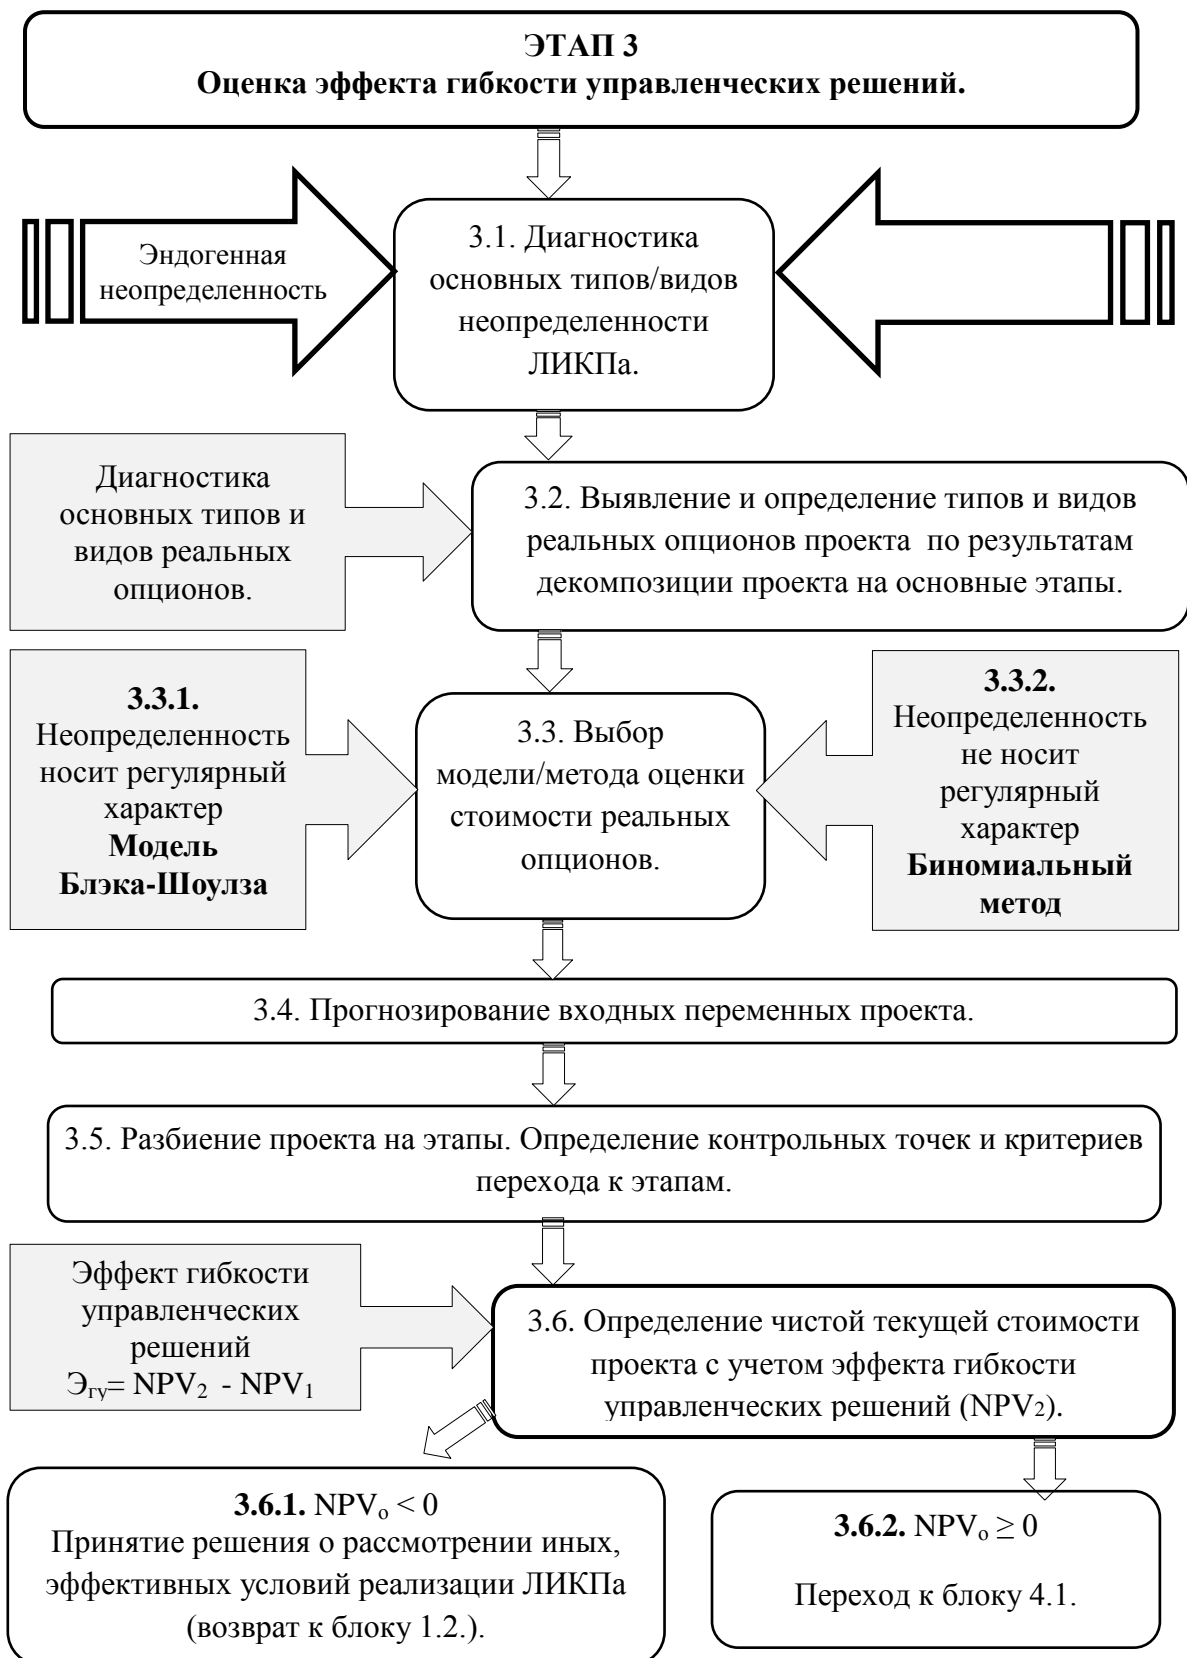 ЭТАП 3
Оценка эффекта гибкости управленческих решений.
Эндогенная
неопределенность
3.1. Диагностика
основных типов/видов
неопределенности
ЛИКПа.
Диагностика
основных типов и
видов реальных
опционов.
3.2. Выявление и определение типов и видов
реальных опционов проекта по результатам
декомпозиции проекта на основные этапы.
3.3.1.
Неопределенность
носит регулярный
характер
Модель
Блэка-Шоулза
3.3. Выбор
модели/метода оценки
стоимости реальных
опционов.
3.3.2.
Неопределенность
не носит
регулярный
характер
Биномиальный
метод
3.4. Прогнозирование входных переменных проекта.
3.5. Разбиение проекта на этапы. Определение контрольных точек и критериев
перехода к этапам.
Эффект гибкости
управленческих
решений
Эгу= NPV2 - NPV1
3.6. Определение чистой текущей стоимости
проекта с учетом эффекта гибкости
управленческих решений (NPV2).
3.6.1. NPVо < 0
Принятие решения о рассмотрении иных,
эффективных условий реализации ЛИКПа
(возврат к блоку 1.2.).
3.6.2. NPVо ≥ 0
Переход к блоку 4.1.